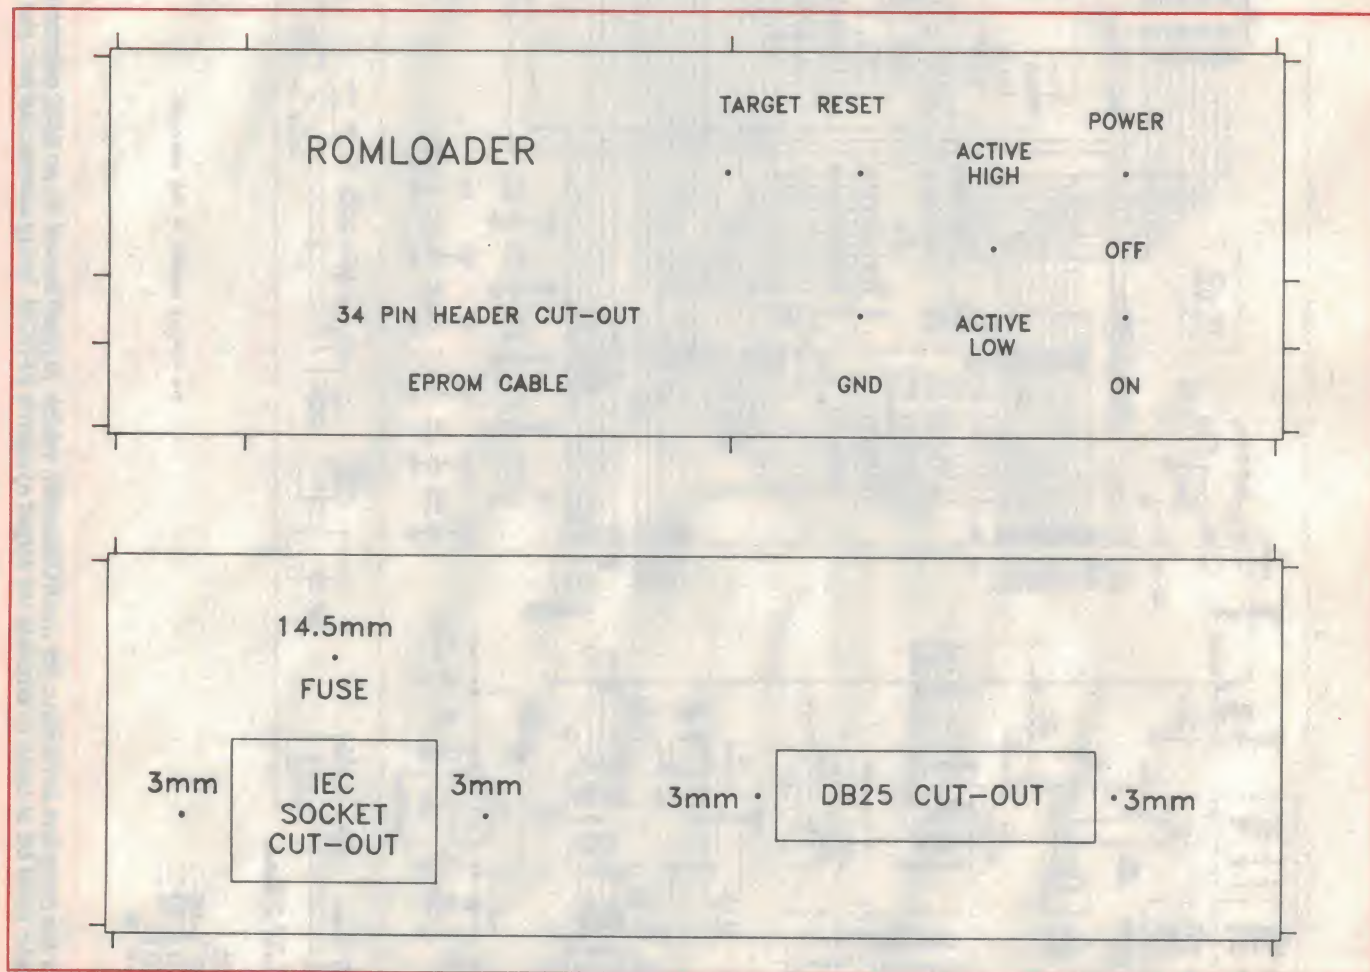 TARGET RESET
POWER
ROMLOADER
ACTIVE
HIGH
OFF
34 PIN HEADER CUT-OUT
ACTIVE
LOW
EPROM CABLE
GND
ON
14.5mm
FUSE
3mm
IEC
SOCKET
CUT-OUT
3mm
3mm
DB25 CUT-OUT
3mm